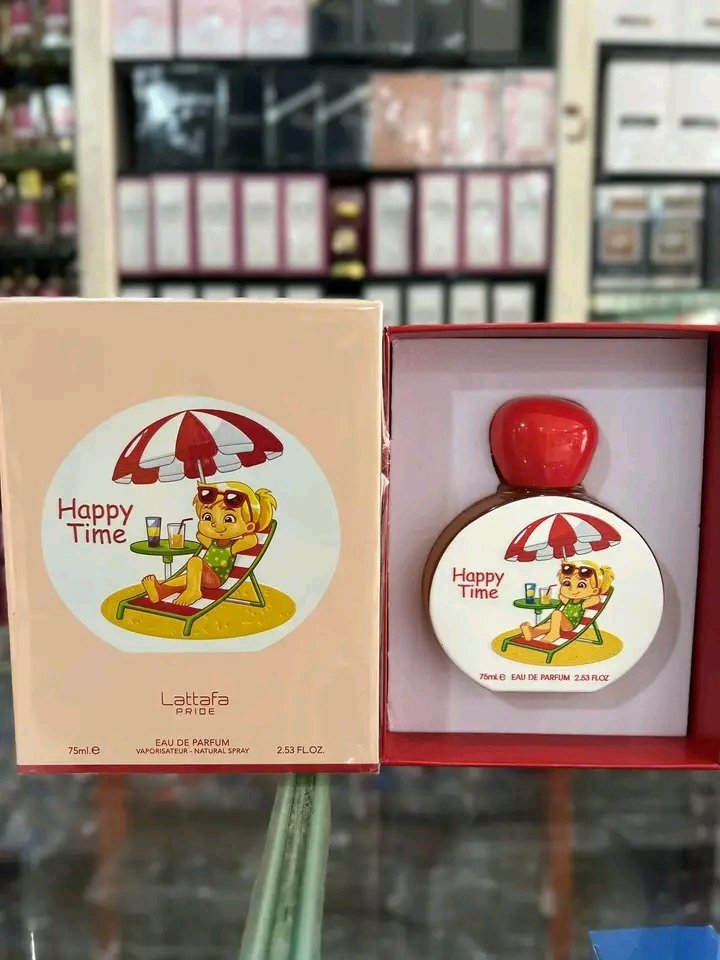 Happy
Time
Lattafa
PRIDE
75ml.e
EAU DE PARFUM
VAPORISATEUR - NATURAL SPRAY
2.53 FL.OZ.
Happy
Time
75ml.e EAU DE PARFUM 2.53 FLOZ